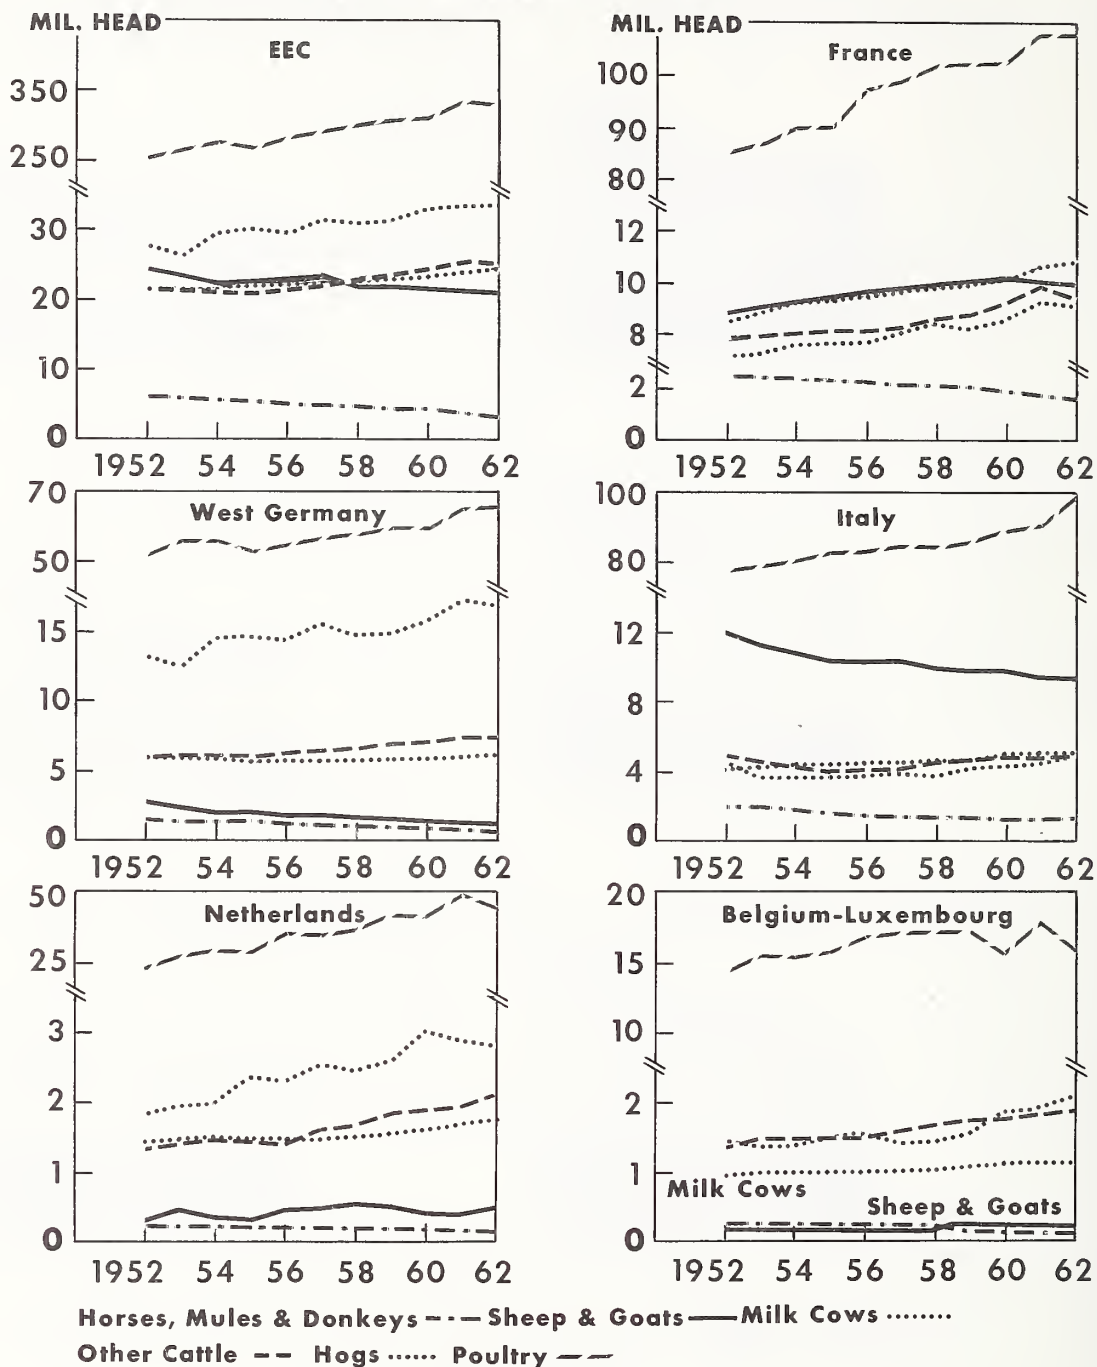 MIL. HEAD
EEC
350
250
30
20
10
0
1952 54 56 58 60 62
MIL. HEAD
France
100
90
80
12
10
8
2
0
1952 54 56 58 60 62
70
West Germany
50
15
10
5
0
1952 54 56 58 60 62
100
Italy
80
12
8
4
0
1952 54 56 58 60 62
50
Netherlands
25
3
2
1
0
1952 54 56 58 60 62
20
Belgium-Luxembourg
15
10
2
1
Milk Cows
Sheep & Goats
0
1952 54 56 58 60 62
Horses, Mules & Donkeys Sheep & Goats Milk Cows
Other Cattle Hogs Poultry